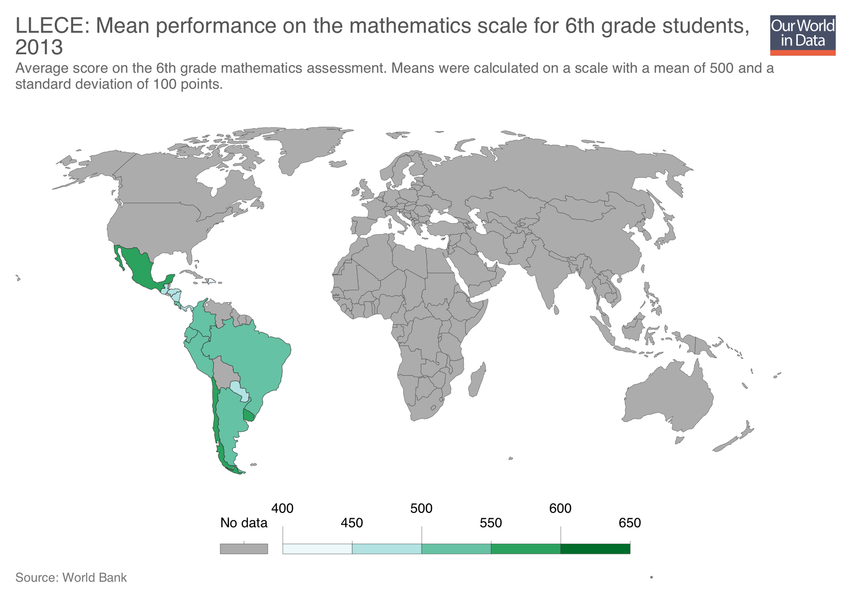 LLECE: Mean performance on the mathematics scale for 6th grade students,
2013
Our World
in Data
Average score on the 6th grade mathematics assessment. Means were calculated on a scale with a mean of 500 and a
standard deviation of 100 points.
400 500 600
No data 450 550 650
Source: World Bank